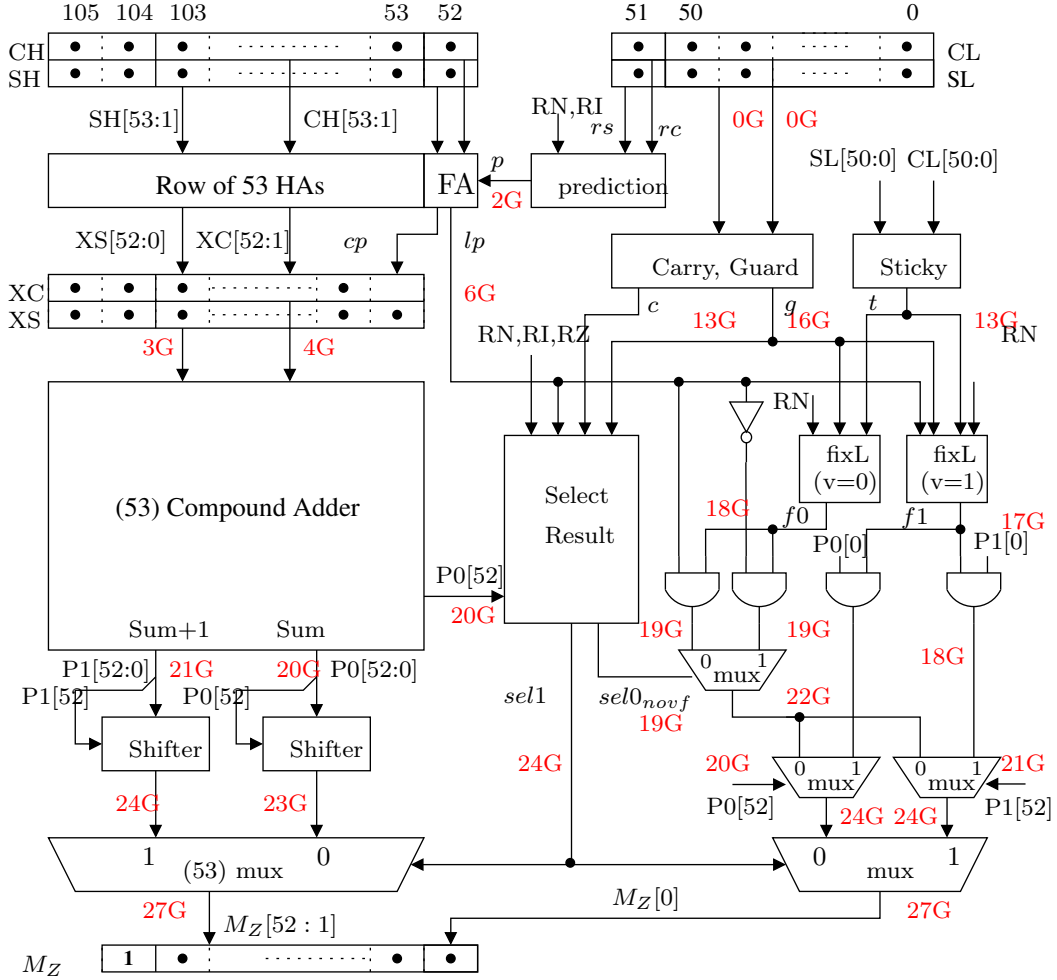 105 104 103 53 52 51 50 0
CH CL
SH SL
SH[53:1] CH[53:1] RN,RI rs rc 0G 0G
SL[50:0] CL[50:0]
Row of 53 HAs FA p prediction
2G
XS[52:0] XC[52:1] cp lp
Carry, Guard Sticky
XC 6G c g t
XS 13G 16G 13G
3G 4G RN,RI,RZ RN
RN
fixL fixL
(v=0) (v=1)
Select
(53) Compound Adder 18G f0 f1 17G
Result P0[0] P1[0]
P0[52]
20G
Sum+1 Sum 19G 19G
18G
P1[52:0] 21G 20G P0[52:0] 0 1
mux
P1[52] P0[52] sel1 sel0novf 22G
19G
Shifter Shifter
24G 20G 0 1 0 1 21G
mux mux
24G 23G P0[52] P1[52]
24G 24G
1 0 0 1
(53) mux mux
27G MZ[0] 27G
MZ[52 : 1]
MZ 1